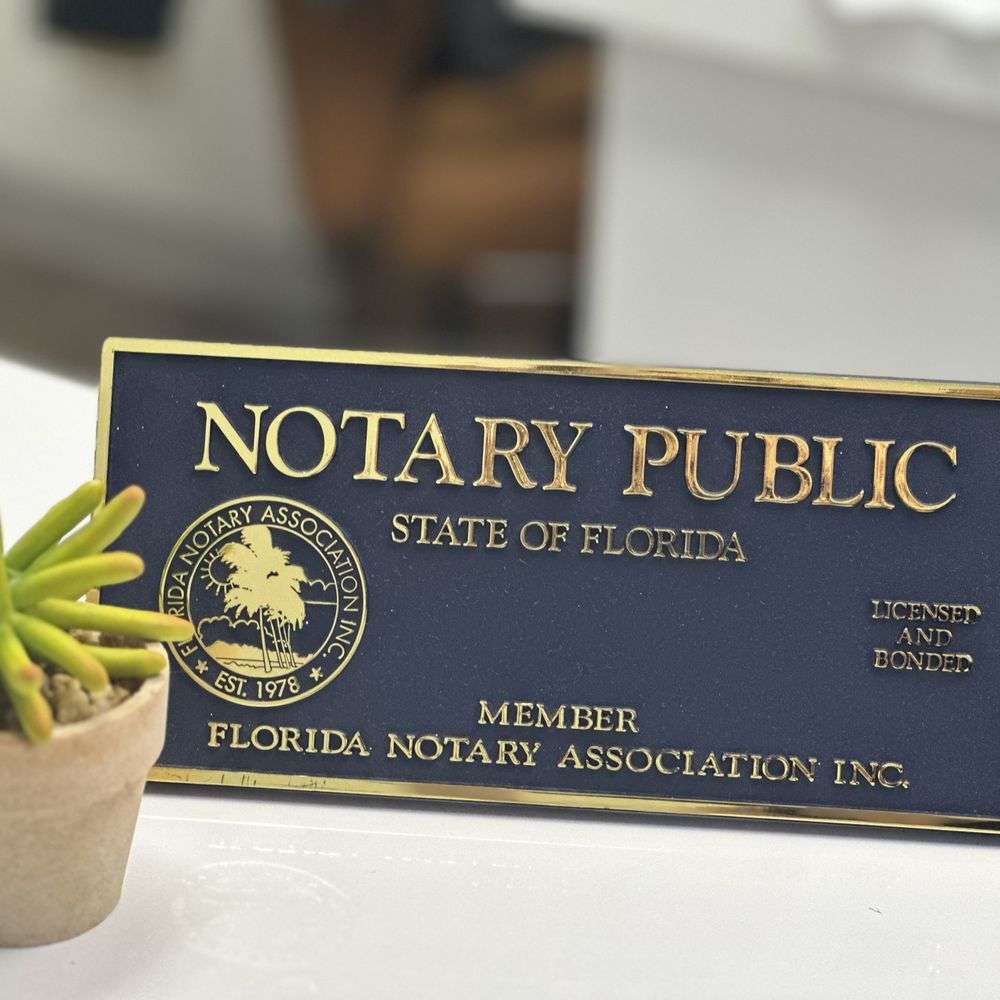 NOTARY PUBLIC
STATE OF FLORIDA
FLORIDA NOTARY ASSOCIATION INC.
EST. 1978
LICENSED
AND
BONDED
MEMBER
FLORIDA NOTARY ASSOCIATION INC.